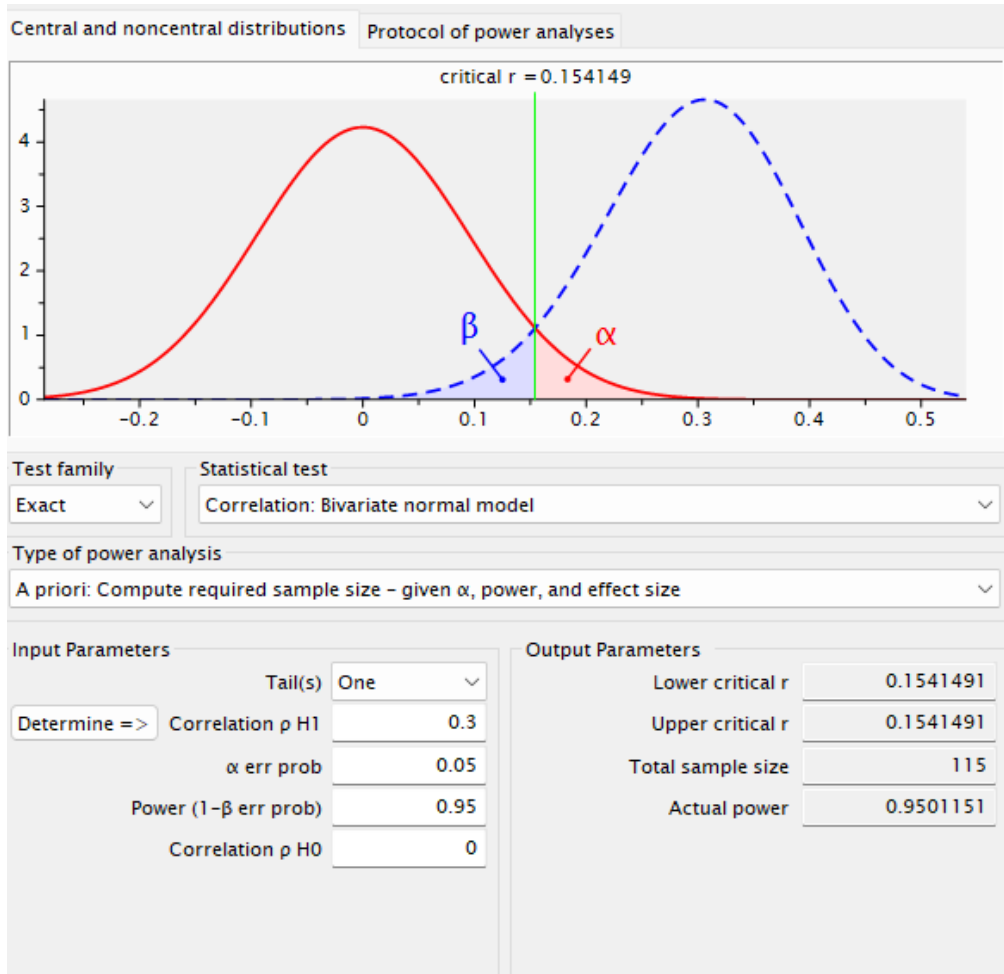 Central and noncentral distributions Protocol of power analyses
critical r = 0.154149
4
3
2
1
0
β α
-0.2 -0.1 0 0.1 0.2 0.3 0.4 0.5
Test family Statistical test
Exact Correlation: Bivariate normal model
Type of power analysis
A priori: Compute required sample size – given α, power, and effect size
Input Parameters Output Parameters
Tail(s) One Lower critical r 0.1541491
Determine => Correlation ρ H1 0.3 Upper critical r 0.1541491
α err prob 0.05 Total sample size 115
Power (1-β err prob) 0.95 Actual power 0.9501151
Correlation ρ H0 0